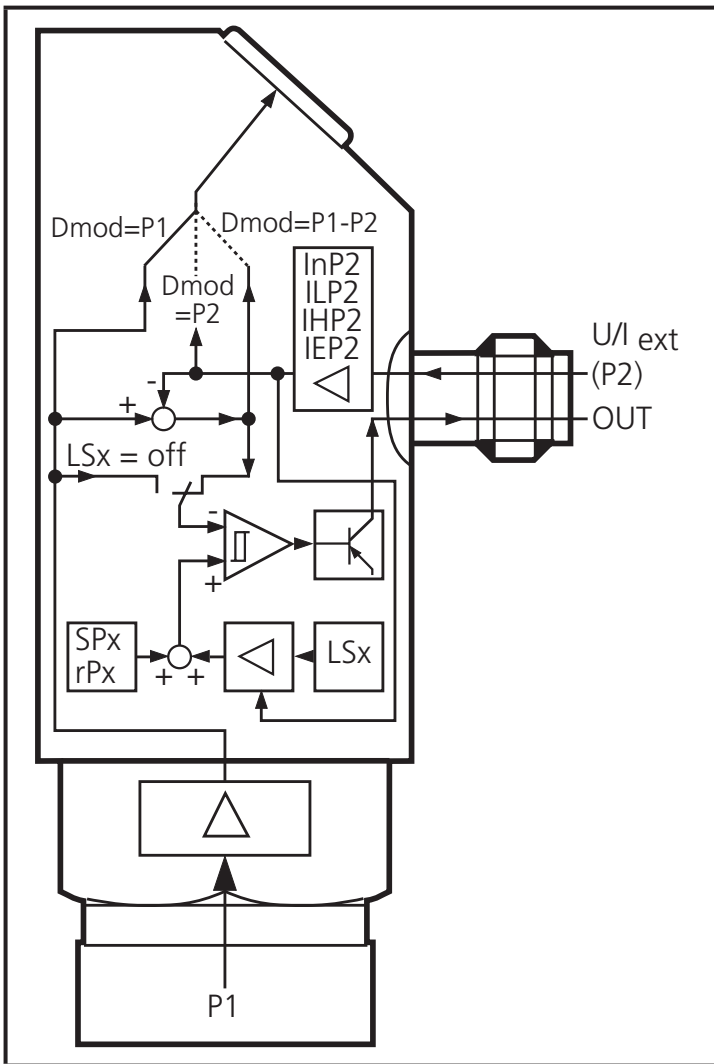 Dmod=P1
Dmod=P1-P2
Dmod
=P2
InP2
ILP2
IHP2
IEP2
U/I ext
(P2)
OUT
-
+
LSx = off
-
+
SPx
rPx
+
+
LSx
P1